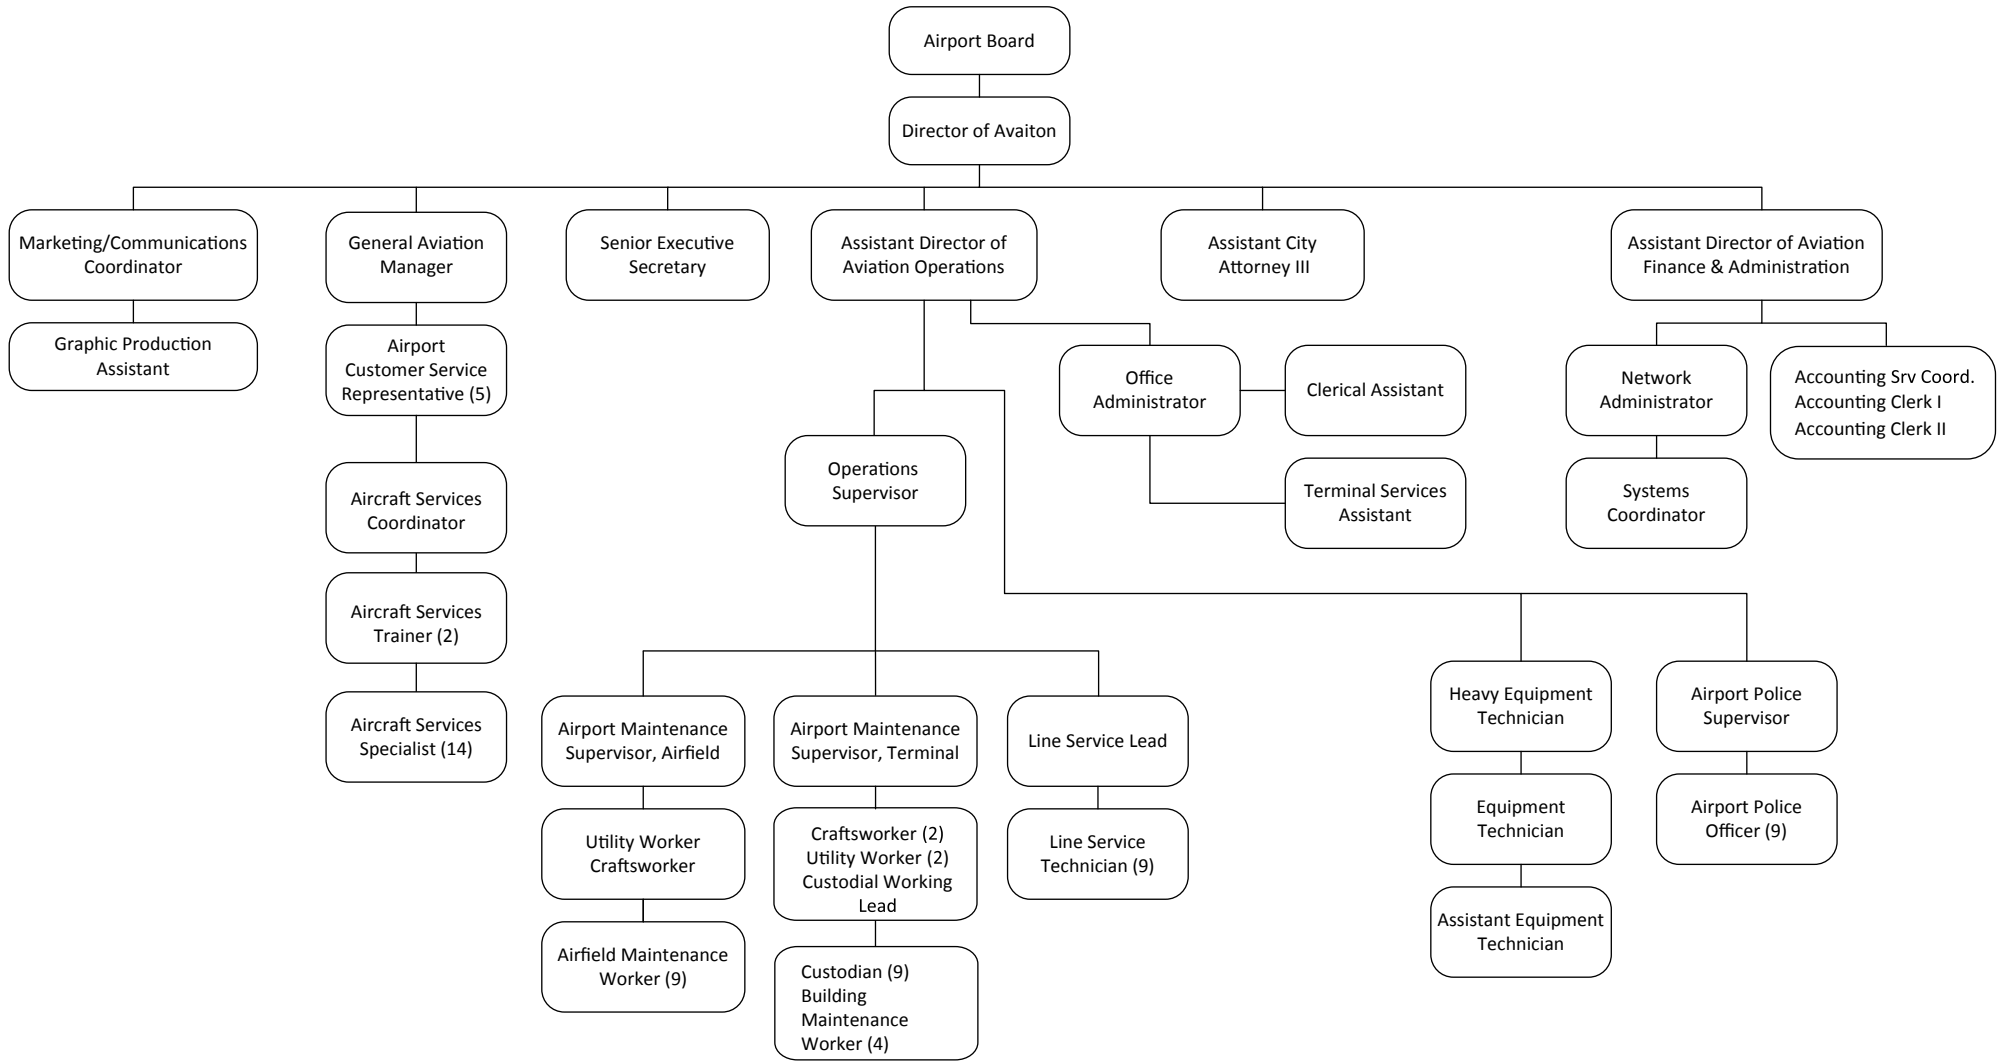 Airport Board
Director of Avaiton
Marketing/Communications
Coordinator
General Aviation
Manager
Senior Executive
Secretary
Assistant Director of
Aviation Operations
Assistant City
Attorney III
Assistant Director of Aviation
Finance & Administration
Graphic Production
Assistant
Airport
Customer Service
Representative (5)
Office
Administrator
Clerical Assistant
Network
Administrator
Accounting Srv Coord.
Accounting Clerk I
Accounting Clerk II
Operations
Supervisor
Aircraft Services
Coordinator
Terminal Services
Assistant
Systems
Coordinator
Aircraft Services
Trainer (2)
Aircraft Services
Specialist (14)
Airport Maintenance
Supervisor, Airfield
Airport Maintenance
Supervisor, Terminal
Line Service Lead
Heavy Equipment
Technician
Airport Police
Supervisor
Utility Worker
Craftsworker
Craftsworker (2)
Utility Worker (2)
Custodial Working
Lead
Line Service
Technician (9)
Equipment
Technician
Airport Police
Officer (9)
Airfield Maintenance
Worker (9)
Custodian (9)
Building
Maintenance
Worker (4)
Assistant Equipment
Technician